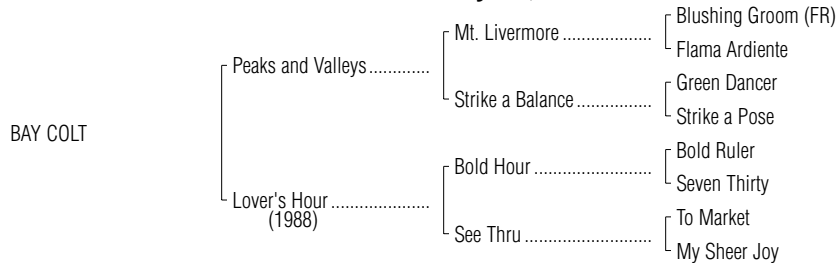 Blushing Groom (FR)
Mt. Livermore ....................
Flama Ardiente
Peaks and Valleys.............
Green Dancer
Strike a Balance .................
Strike a Pose
BAY COLT
Bold Ruler
Bold Hour ..........................
Seven Thirty
Lover's Hour .....................
(1988)
To Market
See Thru ............................
My Sheer Joy